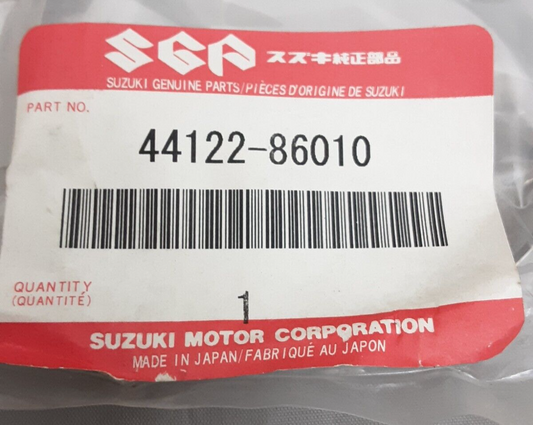 SGP スズキ純正部品
SUZUKI GENUINE PARTS/PIÈCES D'ORIGINE DE SUZUKI
PART NO.
44122-86010
QUANTITY
(QUANTITÉ)
1
SUZUKI MOTOR CORPORATION
MADE IN JAPAN/FABRIQUÉ AU JAPON